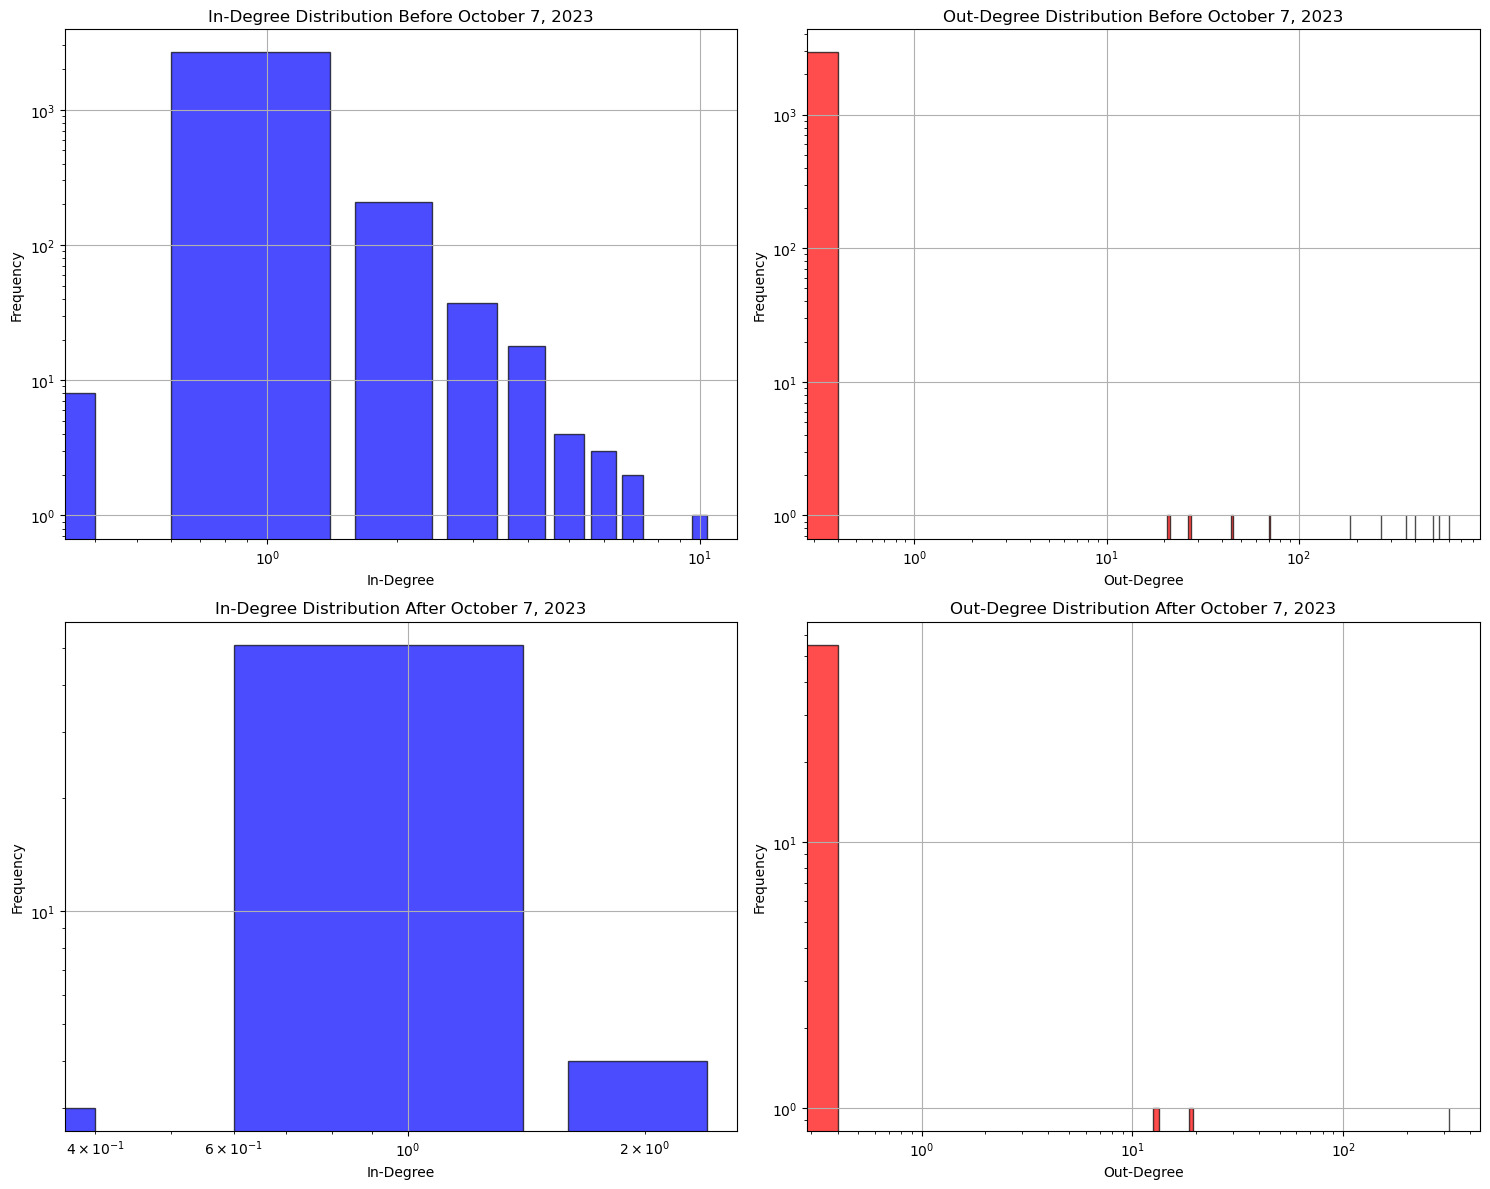 In-Degree Distribution Before October 7, 2023
Frequency
10³
10²
10¹
10⁰
10⁰
10¹
In-Degree
Out-Degree Distribution Before October 7, 2023
Frequency
10³
10²
10¹
10⁰
10⁰
10¹
10²
Out-Degree
In-Degree Distribution After October 7, 2023
Frequency
10¹
4 × 10⁻¹
6 × 10⁻¹
10⁰
2 × 10⁰
In-Degree
Out-Degree Distribution After October 7, 2023
Frequency
10¹
10⁰
10⁰
10¹
10²
Out-Degree